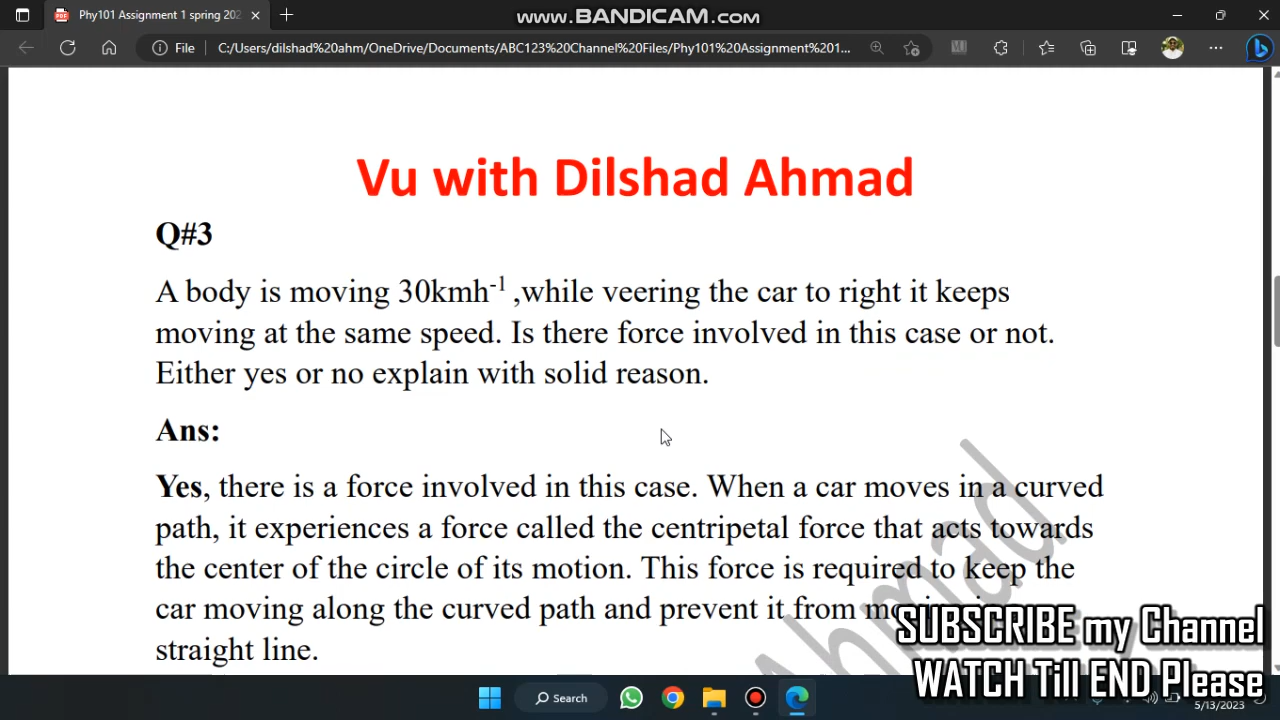 www.BANDICAM.com
Phy101 Assignment 1 spring 202
File C:/Users/dilshad%20ahm/OneDrive/Documents/ABC123%20Channel%20Files/Phy101%20Assignment%201...
VU
Vu with Dilshad Ahmad
Q#3
A body is moving 30kmh⁻¹ ,while veering the car to right it keeps
moving at the same speed. Is there force involved in this case or not.
Either yes or no explain with solid reason.
Ans:
Yes, there is a force involved in this case. When a car moves in a curved
path, it experiences a force called the centripetal force that acts towards
the center of the circle of its motion. This force is required to keep the
car moving along the curved path and prevent it from
straight line.
Ahmad
SUBSCRIBE my Channel
WATCH Till END Please
Search
5/13/2023